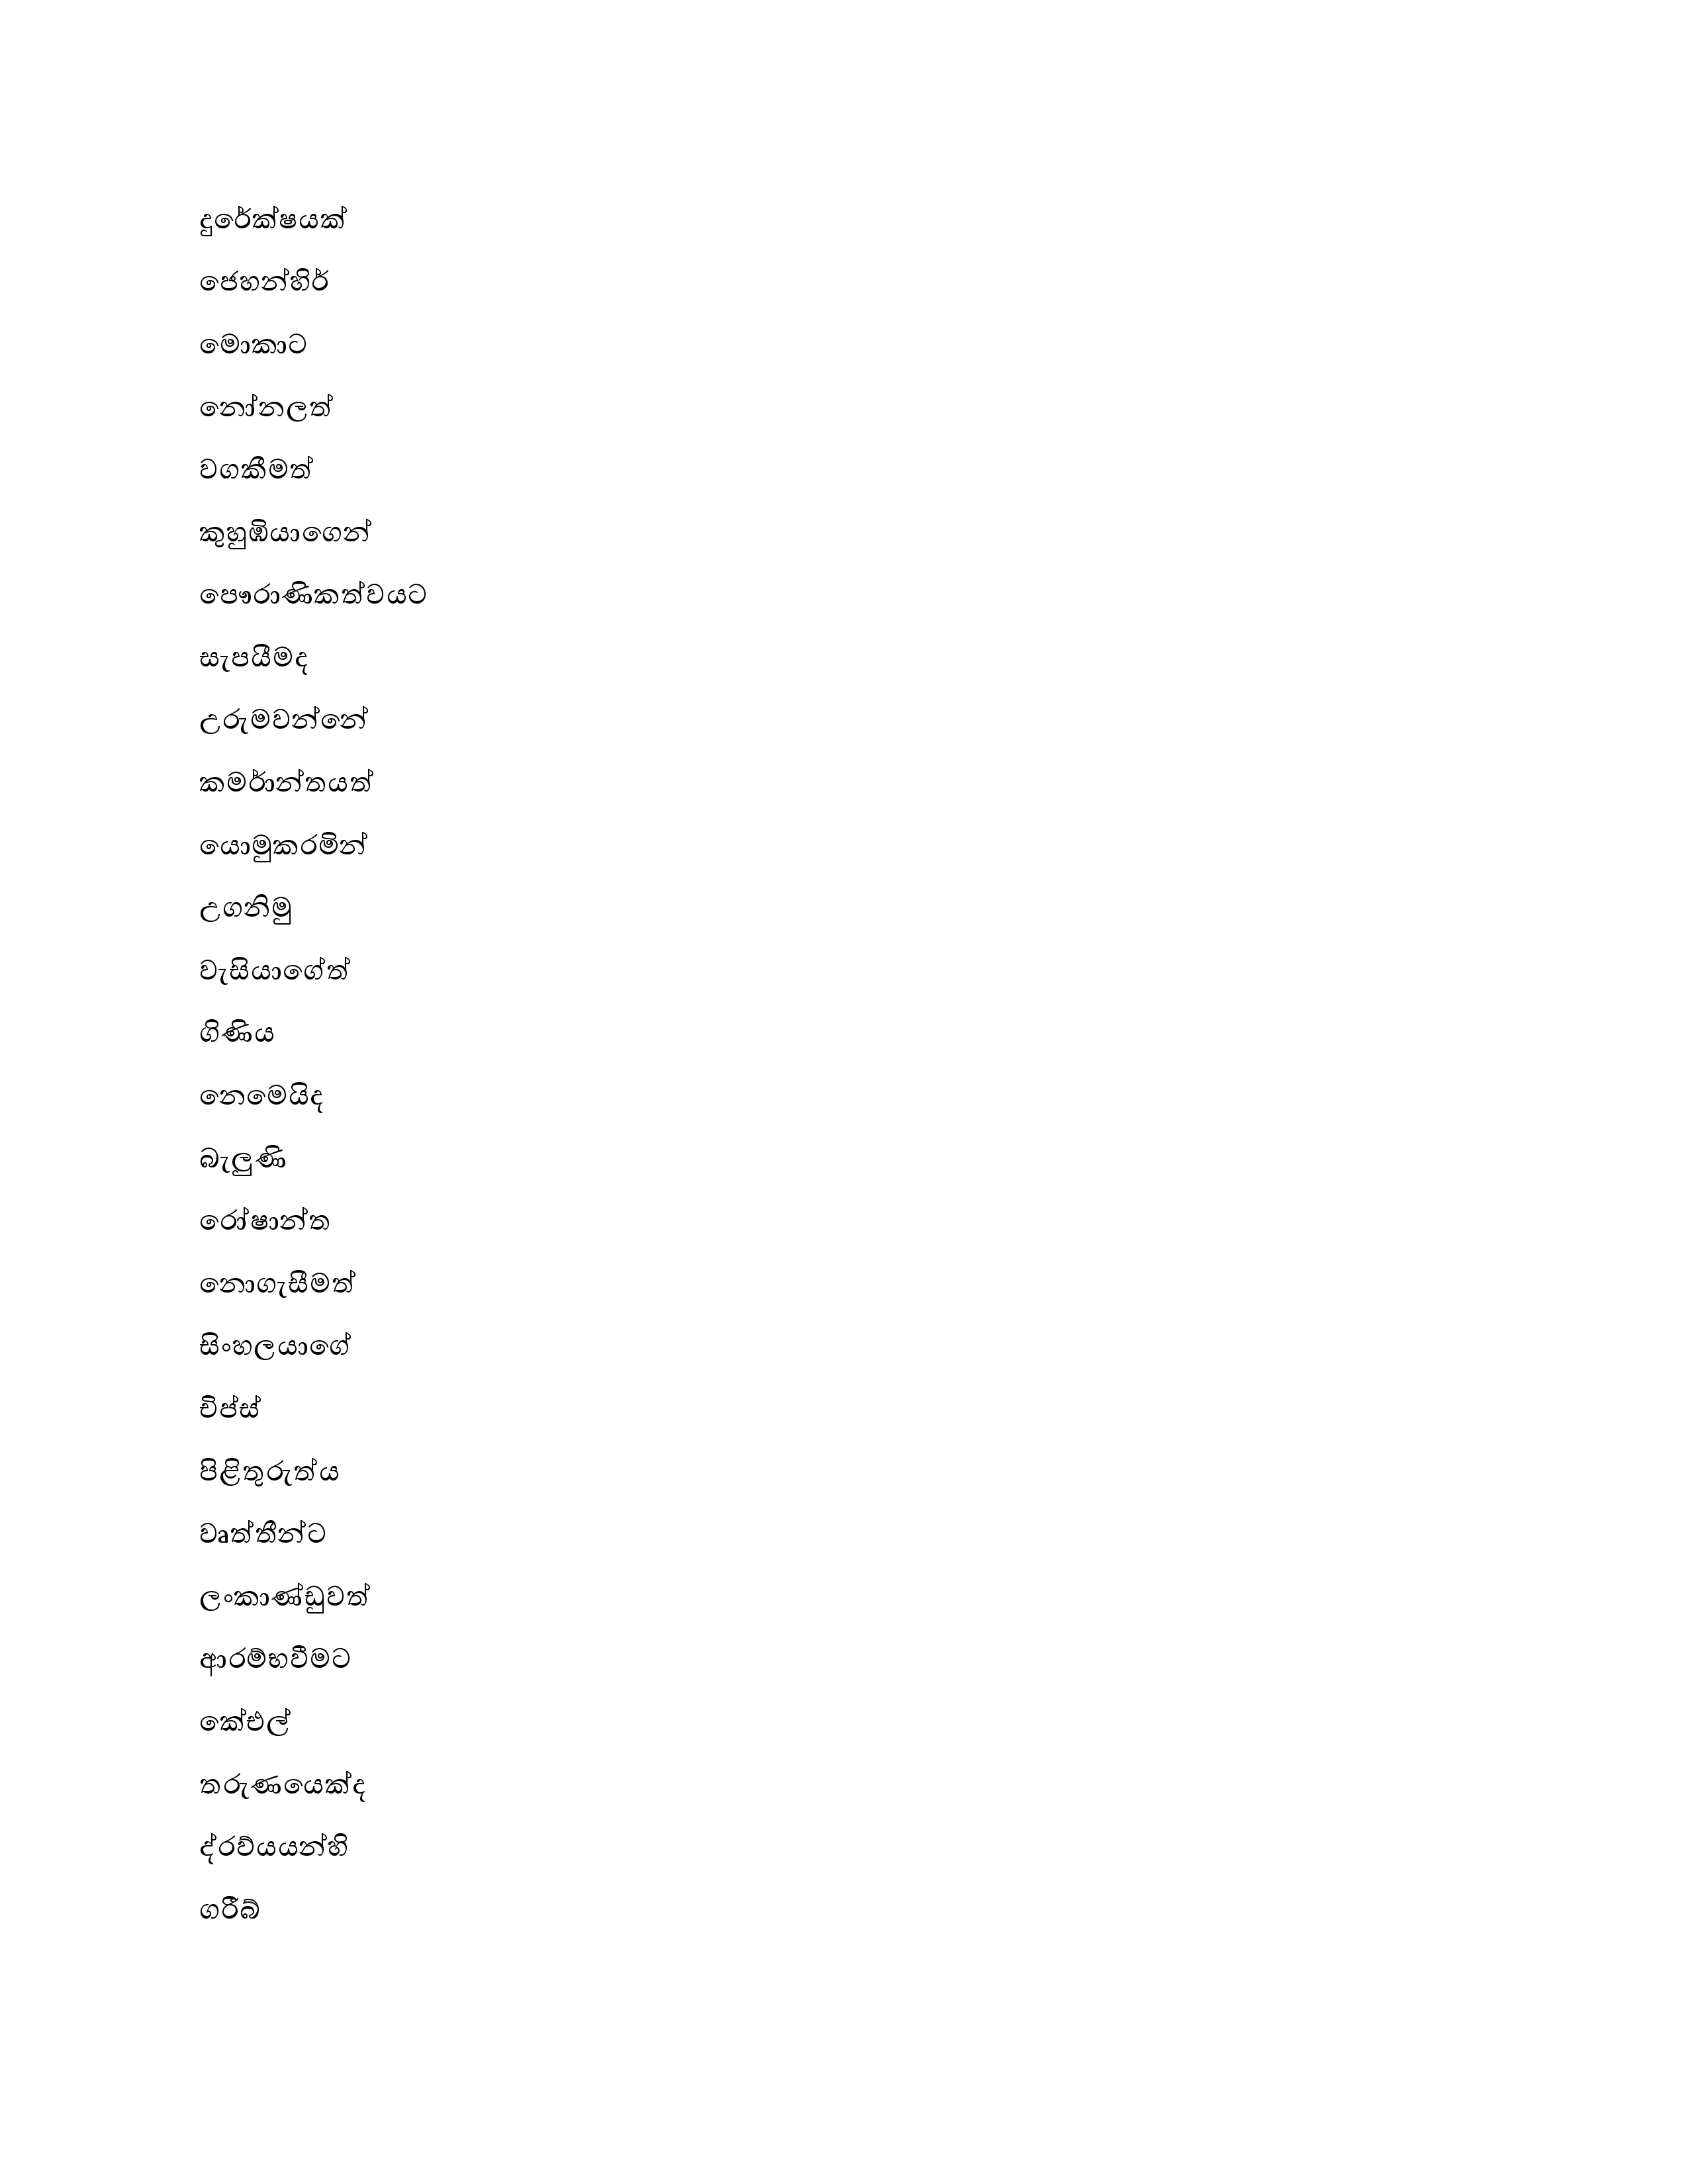 දුරේක්ෂයක්
ජෙහන්හිර්
මොකාට
නෝනලත්
වගකීමත්
කුහුඹියාගෙන්
පෞරාණිකත්වයට
සැපයීමද
උරුමවන්නේ
කමර්ාන්තයත්
යොමුකරමින්
උගනිමු
වැසියාගේත්
ගිණිය
නෙමෙයිද
බැලුණි
රෝෂාන්ත
නොගැසීමත්
සිංහලයාගේ
චිප්ස්
පිළිතුරුත්ය
වෘත්තීන්ට
ලංකාණ්ඩුවත්
ආරම්භවීමට
කේඑල්
තරුණයෙක්ද
ද්රව්යයන්හි
ගරීබ්